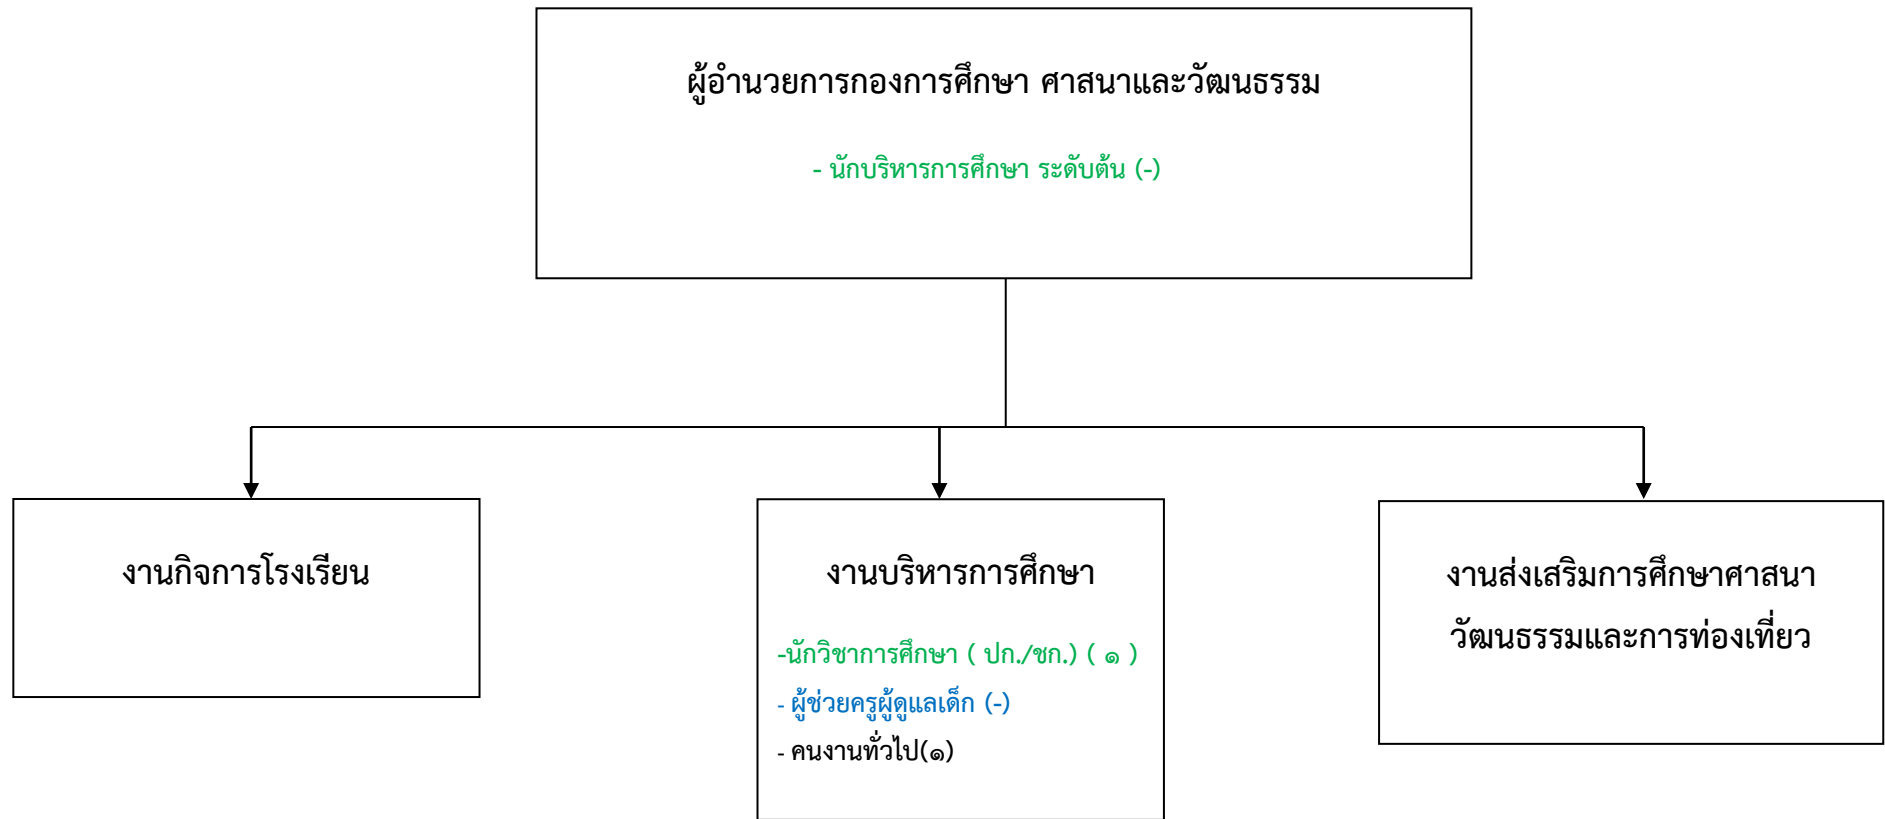 ผู้อำนวยการกองการศึกษา ศาสนาและวัฒนธรรม
- นักบริหารการศึกษา ระดับต้น (-)
งานกิจการโรงเรียน
งานบริหารการศึกษา
-นักวิชาการศึกษา ( ปก./ชก.) ( ๑ )
- ผู้ช่วยครูผู้ดูแลเด็ก (-)
- คนงานทั่วไป(๑)
งานส่งเสริมการศึกษาศาสนา
วัฒนธรรมและการท่องเที่ยว